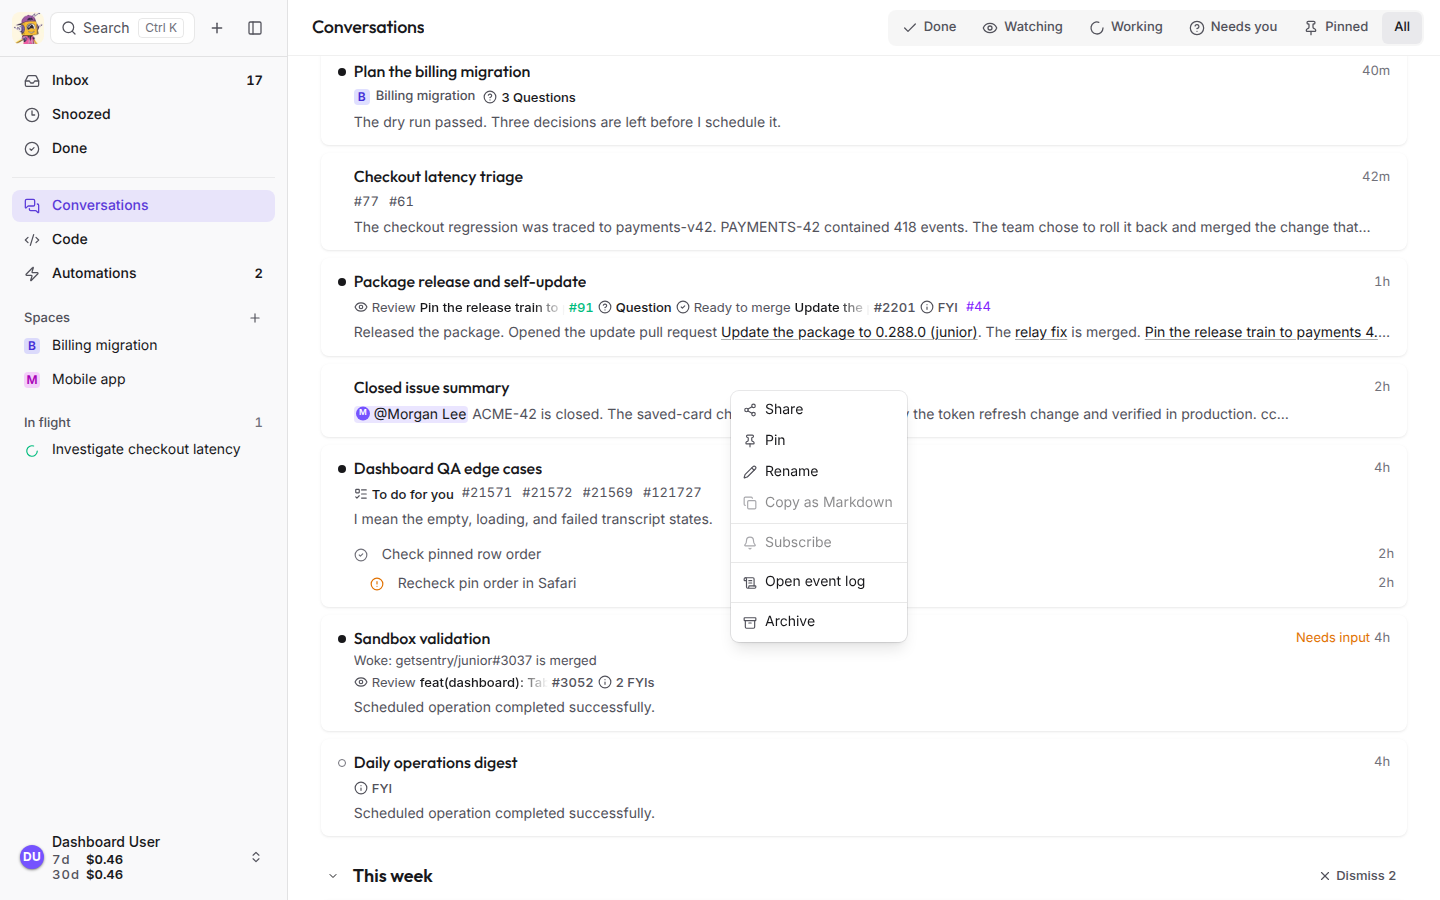 Search Ctrl K
Inbox 17
Snoozed
Done
Conversations
Code
Automations 2
Spaces
B Billing migration
M Mobile app
In flight 1
Investigate checkout latency
DU Dashboard User
7d $0.46
30d $0.46
Conversations
Done Watching Working Needs you Pinned All
Plan the billing migration 40m
B Billing migration 3 Questions
The dry run passed. Three decisions are left before I schedule it.
Checkout latency triage 42m
#77 #61
The checkout regression was traced to payments-v42. PAYMENTS-42 contained 418 events. The team chose to roll it back and merged the change that...
Package release and self-update 1h
Review Pin the release train to #91 Question Ready to merge Update the #2201 FYI #44
Released the package. Opened the update pull request Update the package to 0.288.0 (junior). The relay fix is merged. Pin the release train to payments 4....
Closed issue summary 2h
M @Morgan Lee ACME-42 is closed. The saved-card ch y the token refresh change and verified in production. cc...
Share
Pin
Rename
Copy as Markdown
Subscribe
Open event log
Archive
Dashboard QA edge cases 4h
To do for you #21571 #21572 #21569 #121727
I mean the empty, loading, and failed transcript states.
Check pinned row order 2h
Recheck pin order in Safari 2h
Sandbox validation Needs input 4h
Woke: getsentry/junior#3037 is merged
Review feat(dashboard): Tal #3052 2 FYIs
Scheduled operation completed successfully.
Daily operations digest 4h
FYI
Scheduled operation completed successfully.
This week Dismiss 2